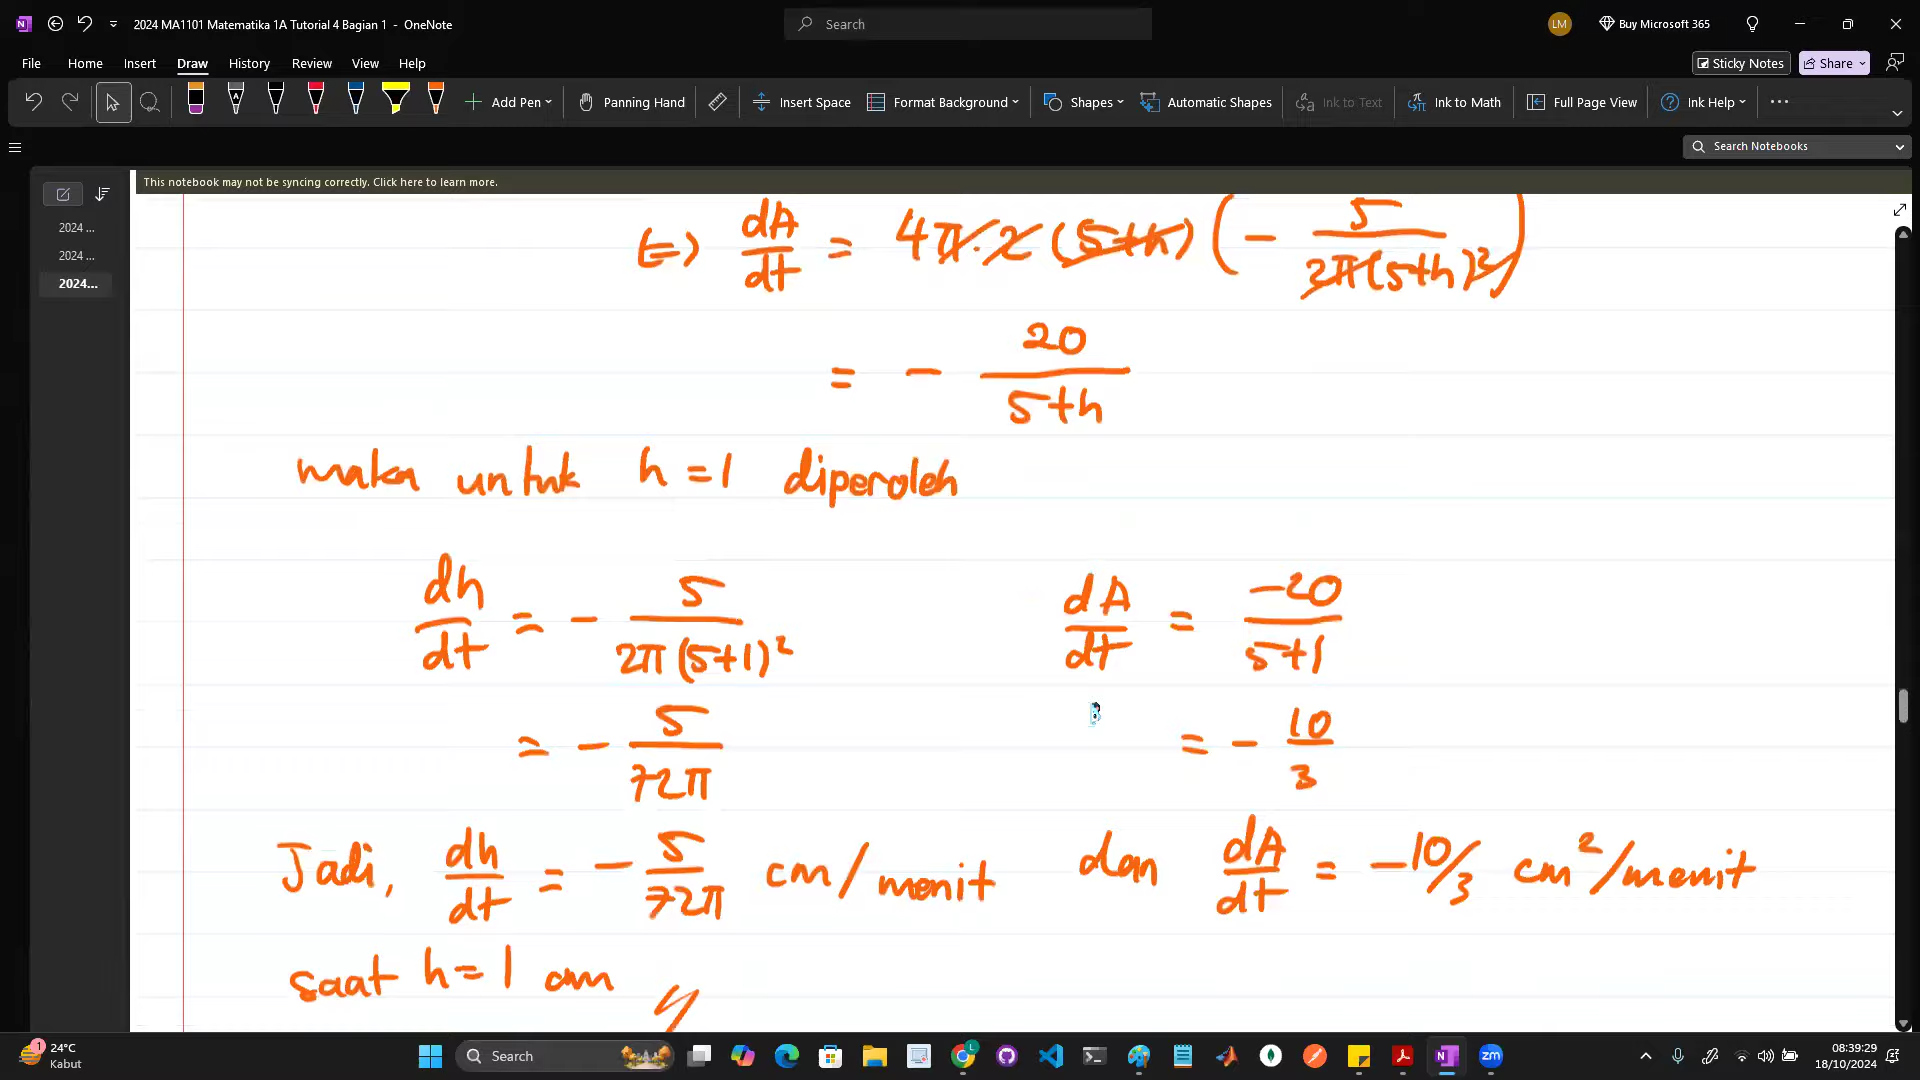 2024 MA1101 Matematika 1A Tutorial 4 Bagian 1 - OneNote
Search
LM
Buy Microsoft 365
File Home Insert Draw History Review View Help
Sticky Notes
Share
Add Pen
Panning Hand
Insert Space
Format Background
Shapes
Automatic Shapes
Ink to Text
Ink to Math
Full Page View
Ink Help
Search Notebooks
This notebook may not be syncing correctly. Click here to learn more.
2024 ...
2024 ...
2024...
(=) dA/dt = 4π·2 (5+h) (- 5/2π(5+h)²)
= - 20/5+h
maka untuk h = 1 diperoleh
dh/dt = - 5/2π(5+1)² dA/dt = -20/5+1
= - 5/72π = - 10/3
Jadi, dh/dt = - 5/72π cm/menit dan dA/dt = -10/3 cm²/menit
saat h = 1 cm //
1
24°C
Kabut
Search
zm
08:39:29
18/10/2024